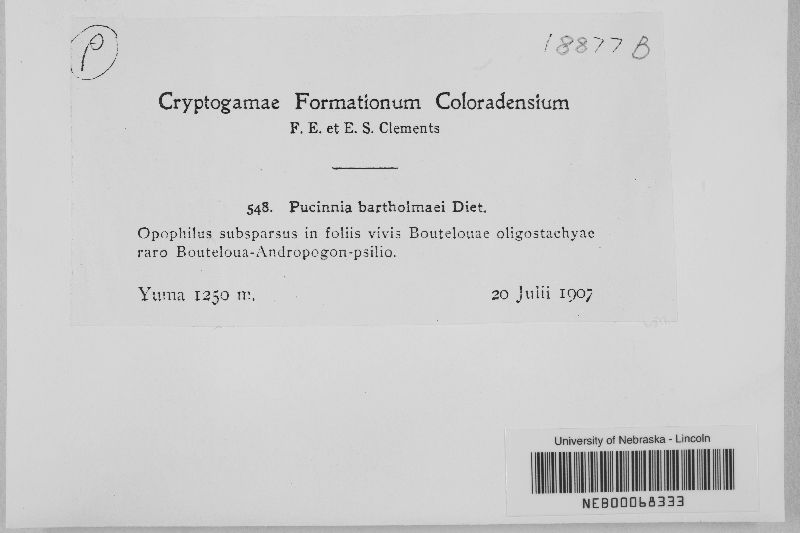 P
18877 B
Cryptogamae Formationum Coloradensium
F. E. et E. S. Clements
548. Pucinnia bartholmaei Diet.
Opophilus subsparsus in foliis vivis Boutelouae oligostachyae
raro Bouteloua-Andropogon-psilio.
Yuma 1250 m. 20 Julii 1907
University of Nebraska - Lincoln
NEB00068333